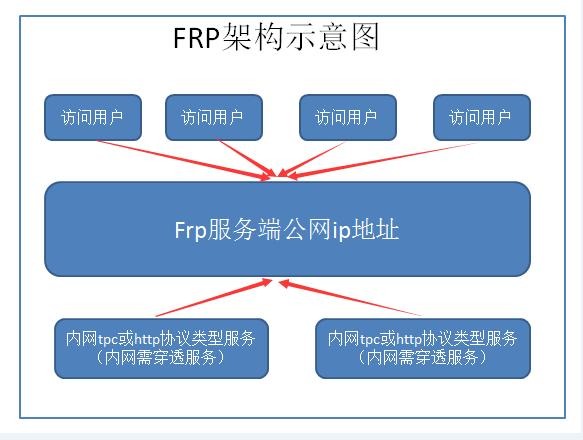 FRP架构示意图
访问用户
访问用户
访问用户
访问用户
Frp服务端公网ip地址
内网tpc或http协议类型服务
（内网需穿透服务）
内网tpc或http协议类型服务
（内网需穿透服务）